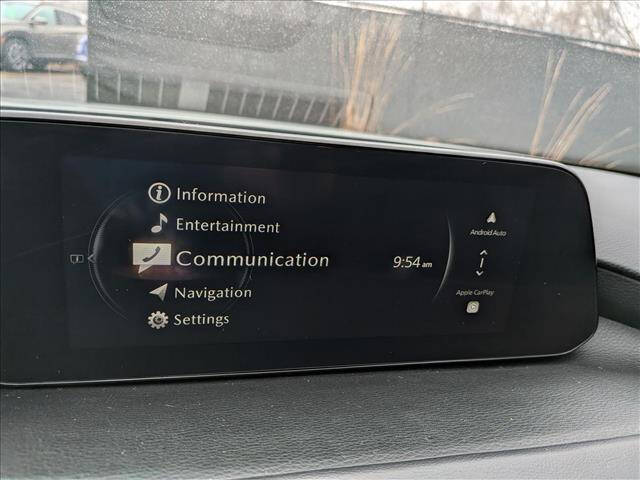 Information
Entertainment
Communication
Navigation
Settings
9:54 am
Android Auto
Apple CarPlay